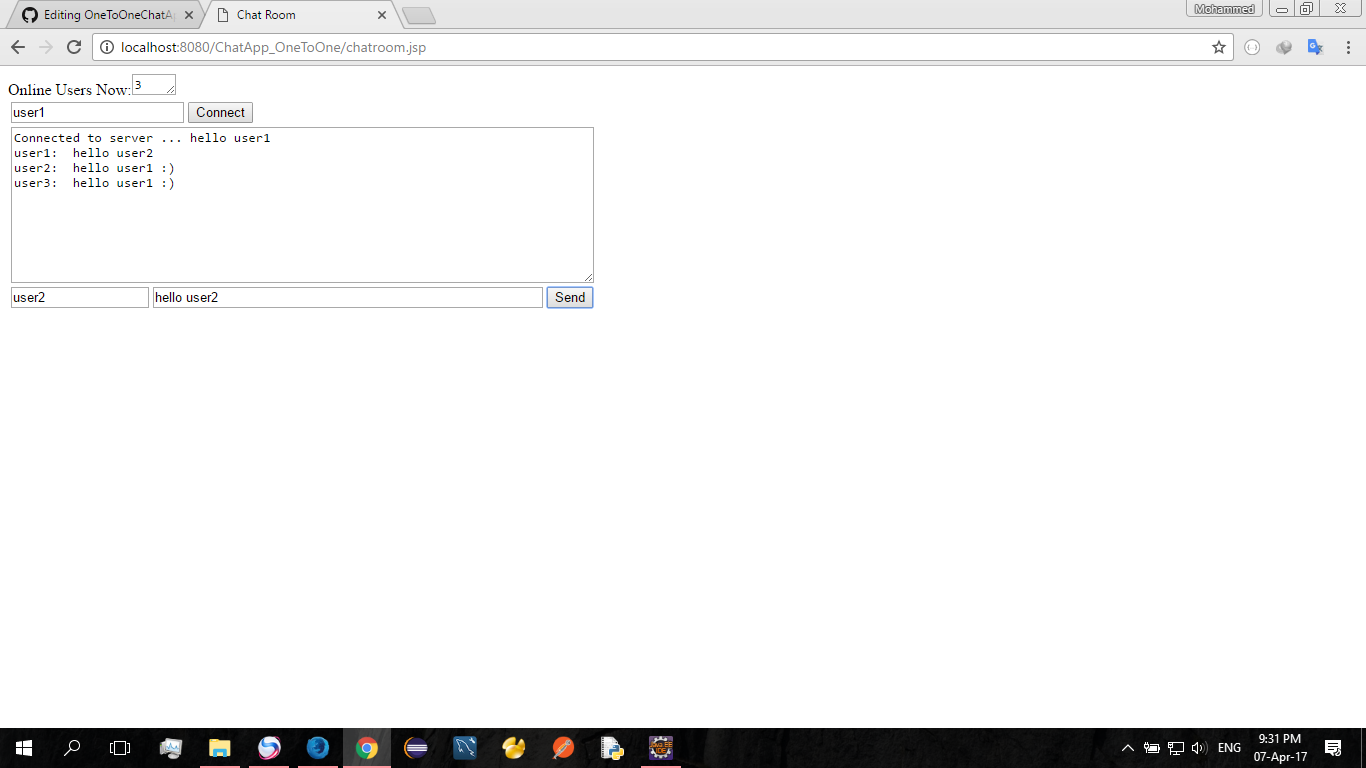 Editing OneToOneChatA
Chat Room
Mohammed
localhost:8080/ChatApp_OneToOne/chatroom.jsp
Online Users Now: 3
user1 Connect
Connected to server ... hello user1
user1:  hello user2
user2:  hello user1 :)
user3:  hello user1 :)
user2 hello user2 Send
ENG
9:31 PM
07-Apr-17